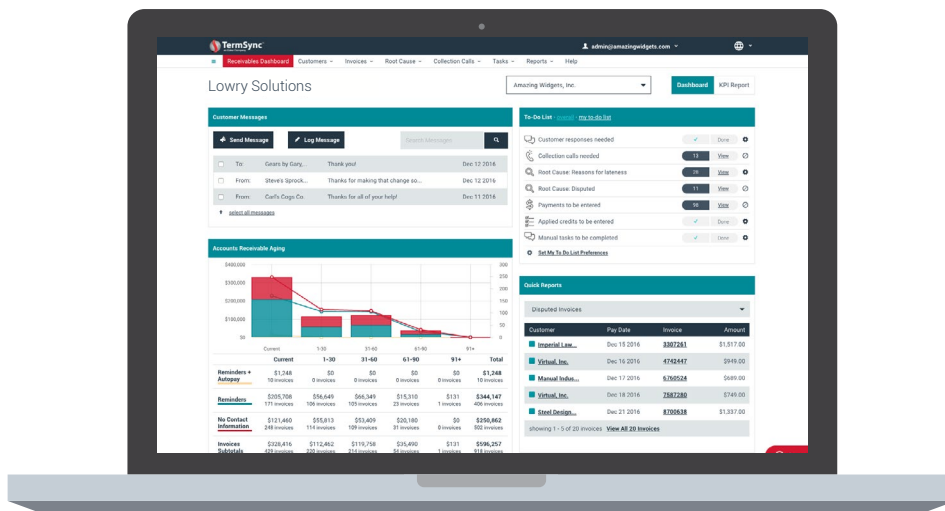 TermSync
admin@amazingwidgets.com
Receivables Dashboard Customers Invoices Root Cause Collection Calls Tasks Reports Help
Lowry Solutions
Amazing Widgets, Inc.
Dashboard KPI Report
Customer Messages
Send Message Log Message Search Messages
To: Gears by Gary,... Thank you! Dec 12 2016
From: Steve's Sprock... Thanks for making that change so... Dec 12 2016
From: Carl's Cogs Co. Thanks for all of your help! Dec 11 2016
select all messages
Accounts Receivable Aging
$400,000 300
$300,000 250
200
$200,000 150
$100,000 100
50
$0 0
Current 1-30 31-60 61-90 91+
Current 1-30 31-60 61-90 91+ Total
Reminders + Autopay $1,248 $0 $0 $0 $0 $1,248
10 invoices 0 invoices 0 invoices 0 invoices 0 invoices 10 invoices
Reminders $205,708 $56,649 $66,349 $15,310 $131 $344,147
171 invoices 106 invoices 105 invoices 23 invoices 1 invoices 406 invoices
No Contact Information $121,460 $55,813 $53,409 $20,180 $0 $250,862
248 invoices 114 invoices 109 invoices 31 invoices 0 invoices 502 invoices
Invoices Subtotals $328,416 $112,462 $119,758 $35,490 $131 $596,257
429 invoices 220 invoices 214 invoices 54 invoices 1 invoices 918 invoices
To-Do List - my to-do list
Customer responses needed Done
Collection calls needed 13 View
Root Cause: Reasons for lateness View
Root Cause: Disputed 11 View
Payments to be entered View
Applied credits to be entered Done
Manual tasks to be completed Done
Set My To Do List Preferences
Quick Reports
Disputed Invoices
Customer Pay Date Invoice Amount
Imperial Law... Dec 15 2016 3307261 $1,517.00
Virtual, Inc. Dec 16 2016 4742447 $949.00
Manual Indus... Dec 17 2016 6760524 $689.00
Virtual, Inc. Dec 18 2016 7587280 $749.00
Steel Design... Dec 21 2016 8700638 $1,337.00
showing 1 - 5 of 20 invoices View All 20 Invoices